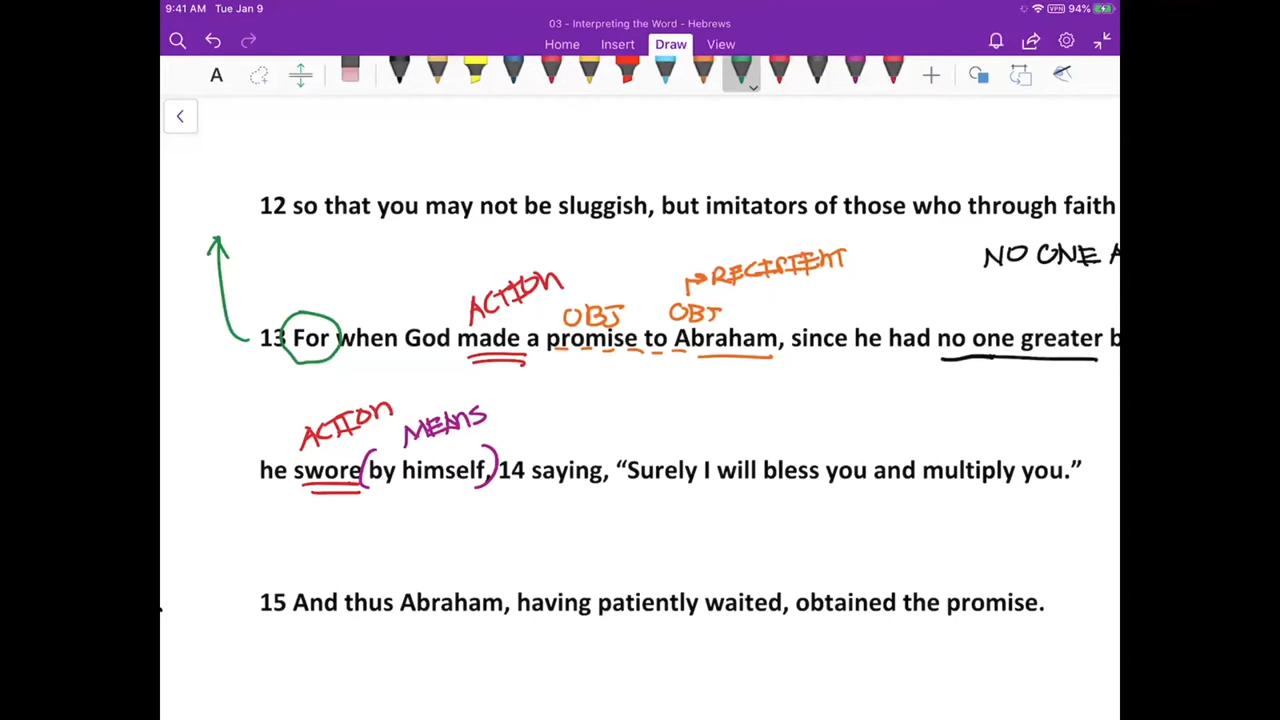 9:41 AM Tue Jan 9
VPN 94%
03 - Interpreting the Word - Hebrews
Home Insert Draw View
A
12 so that you may not be sluggish, but imitators of those who through faith
NO ONE A
RECIPIENT
ACTION OBJ OBJ
13 For when God made a promise to Abraham, since he had no one greater b
ACTION MEANS
he swore (by himself,) 14 saying, “Surely I will bless you and multiply you.”
15 And thus Abraham, having patiently waited, obtained the promise.